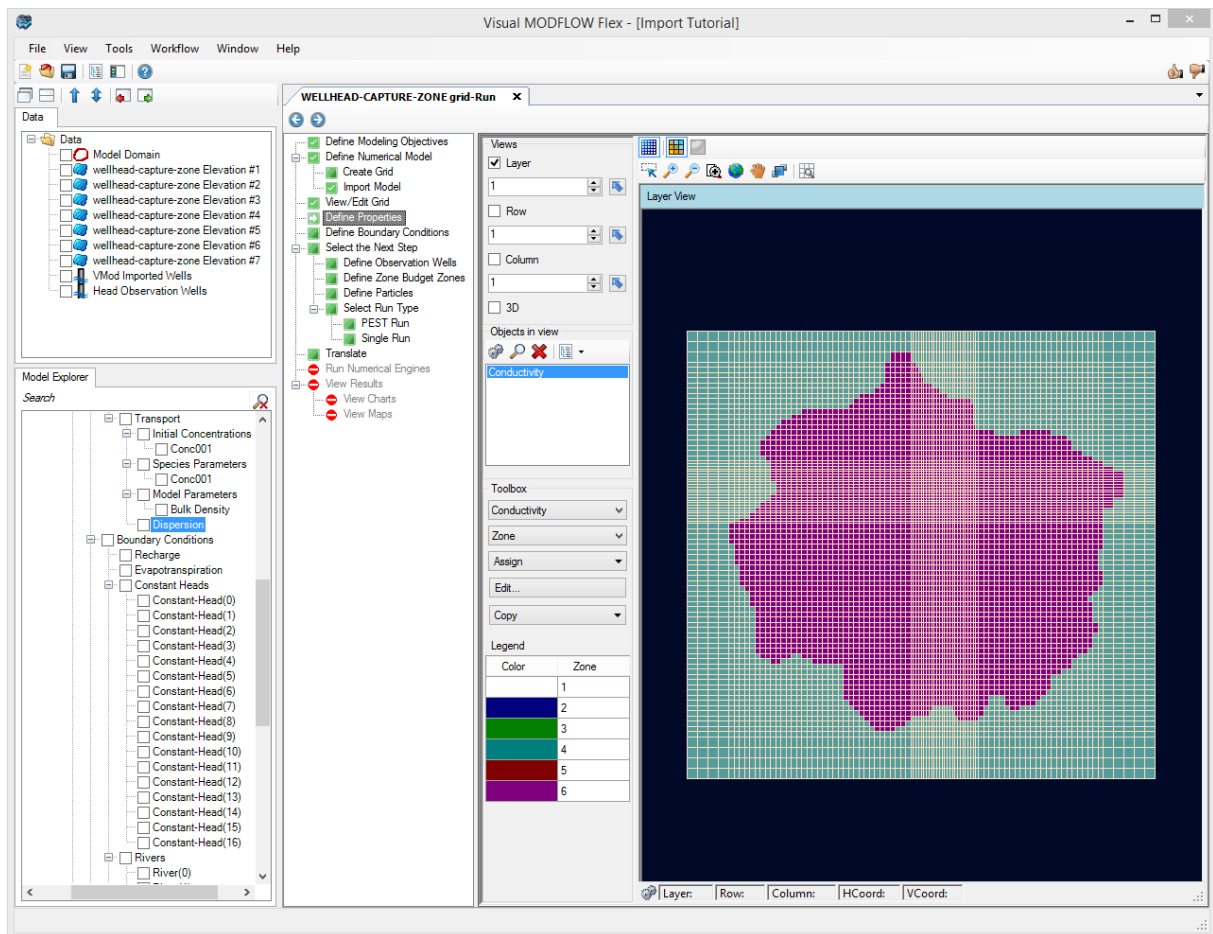 Visual MODFLOW Flex - [Import Tutorial]
File View Tools Workflow Window Help
Data
Data
Model Domain
wellhead-capture-zone Elevation #1
wellhead-capture-zone Elevation #2
wellhead-capture-zone Elevation #3
wellhead-capture-zone Elevation #4
wellhead-capture-zone Elevation #5
wellhead-capture-zone Elevation #6
wellhead-capture-zone Elevation #7
VMod Imported Wells
Head Observation Wells
Model Explorer
Search
Transport
Initial Concentrations
Conc001
Species Parameters
Conc001
Model Parameters
Bulk Density
Dispersion
Boundary Conditions
Recharge
Evapotranspiration
Constant Heads
Constant-Head(0)
Constant-Head(1)
Constant-Head(2)
Constant-Head(3)
Constant-Head(4)
Constant-Head(5)
Constant-Head(6)
Constant-Head(7)
Constant-Head(8)
Constant-Head(9)
Constant-Head(10)
Constant-Head(11)
Constant-Head(12)
Constant-Head(13)
Constant-Head(14)
Constant-Head(15)
Constant-Head(16)
Rivers
River(0)
WELLHEAD-CAPTURE-ZONE grid-Run
Define Modeling Objectives
Define Numerical Model
Create Grid
Import Model
View/Edit Grid
Define Properties
Define Boundary Conditions
Select the Next Step
Define Observation Wells
Define Zone Budget Zones
Define Particles
Select Run Type
PEST Run
Single Run
Translate
Run Numerical Engines
View Results
View Charts
View Maps
Views
Layer
1
Row
1
Column
1
3D
Objects in view
Conductivity
Toolbox
Conductivity
Zone
Assign
Edit...
Copy
Legend
Color Zone
1
2
3
4
5
6
Layer View
Layer: Row: Column: HCoord: VCoord: